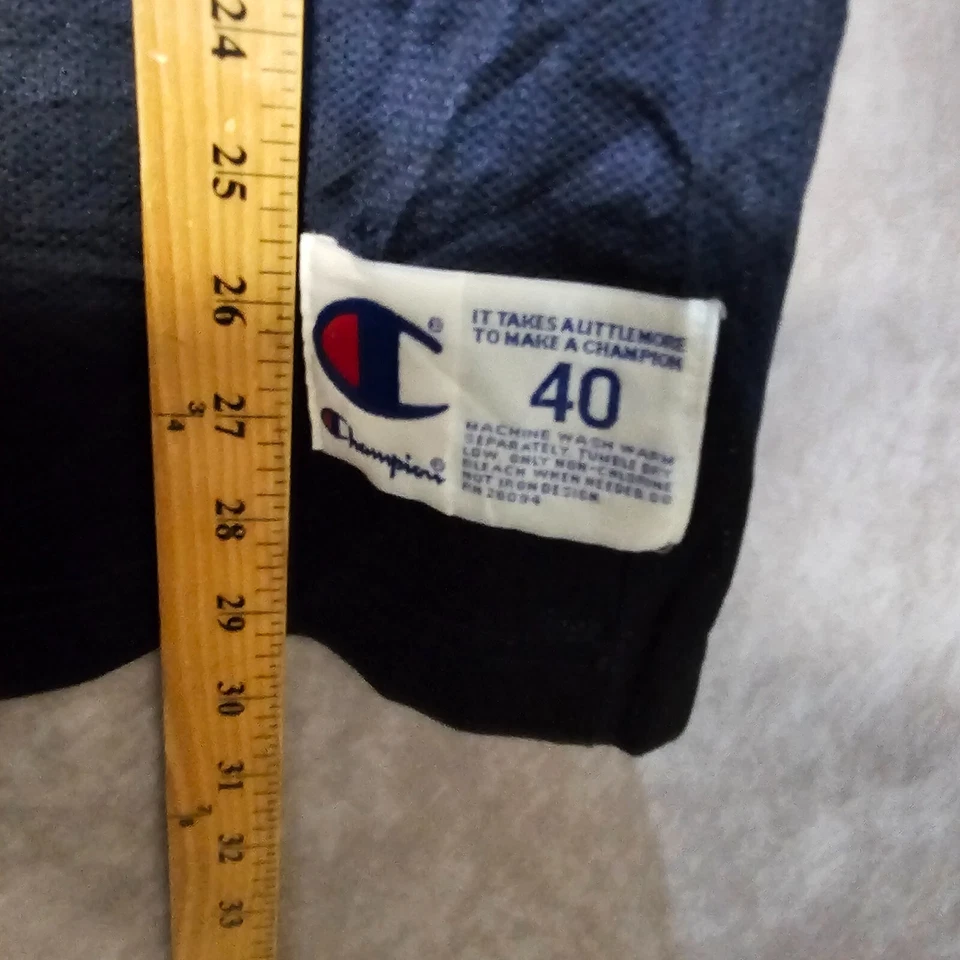 24
25
26
27
3/4
28
29
30
31
7/8
32
33
®
Champion®
IT TAKES A LITTLE MORE
TO MAKE A CHAMPION
40
MACHINE WASH WARM
SEPARATELY TUMBLE DRY
LOW. ONLY NON-CHLORINE
BLEACH WHEN NEEDED DO
NOT IRON DESIGN.
RN 26094